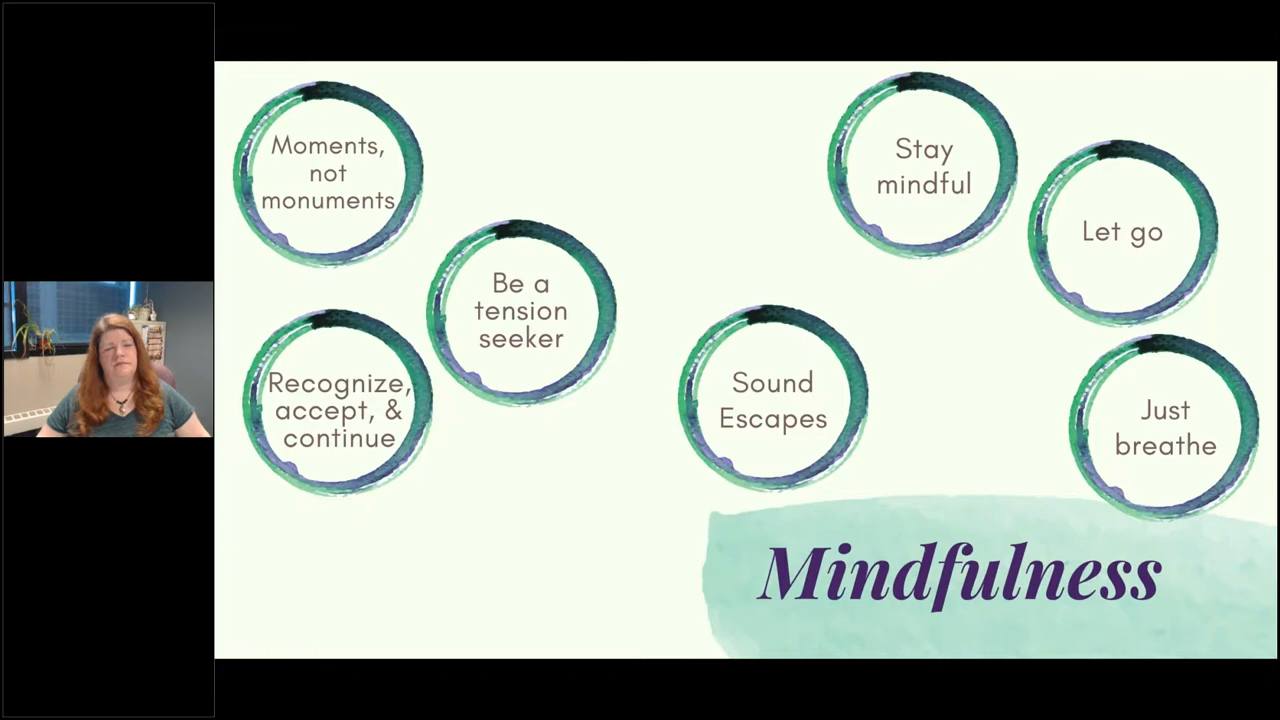 Moments,
not
monuments
Be a
tension
seeker
Recognize,
accept, &
continue
Stay
mindful
Let go
Sound
Escapes
Just
breathe
Mindfulness